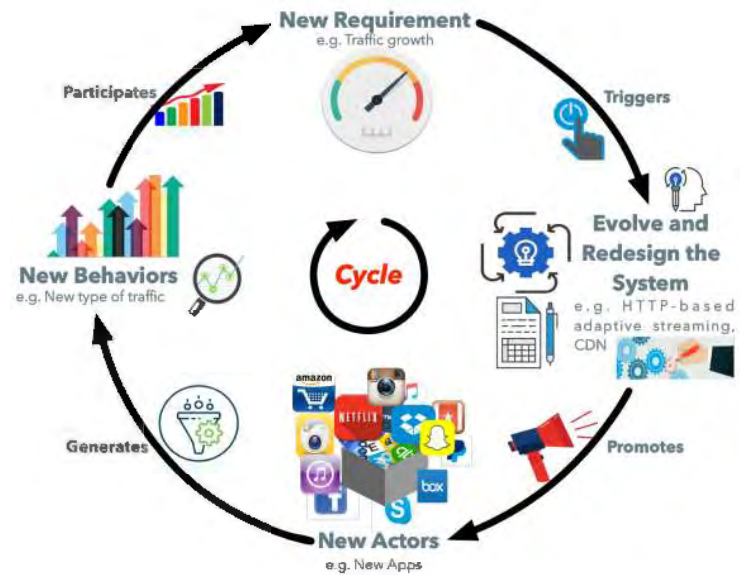 New Requirement
e.g. Traffic growth
Participates
Triggers
Evolve and
Redesign the
System
e.g. HTTP-based
adaptive streaming,
CDN
New Behaviors
e.g. New type of traffic
Cycle
amazon
NETFLIX
box
Generates
Promotes
New Actors
e.g. New Apps